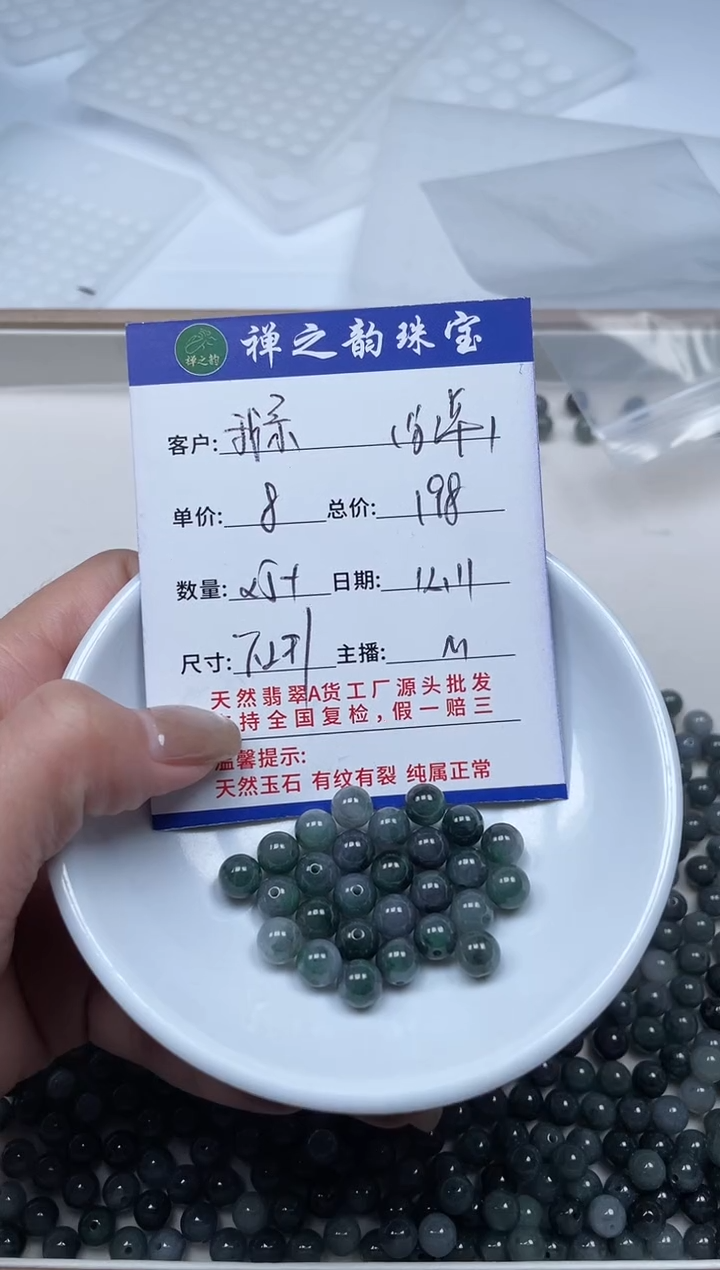 禅之韵 禅之韵珠宝
客户:
单价: 8 总价: 198
数量: 25+ 日期: 12.11
尺寸: 主播: M
天然翡翠A货工厂源头批发
持全国复检,假一赔三
温馨提示:
天然玉石 有纹有裂 纯属正常